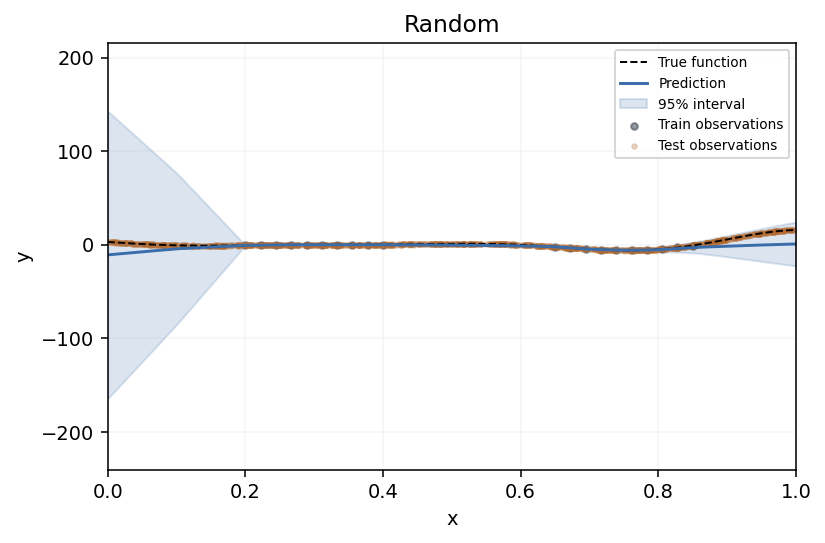 Random
200
100
0
−100
−200
y
0.0
0.2
0.4
0.6
0.8
1.0
x
True function
Prediction
95% interval
Train observations
Test observations